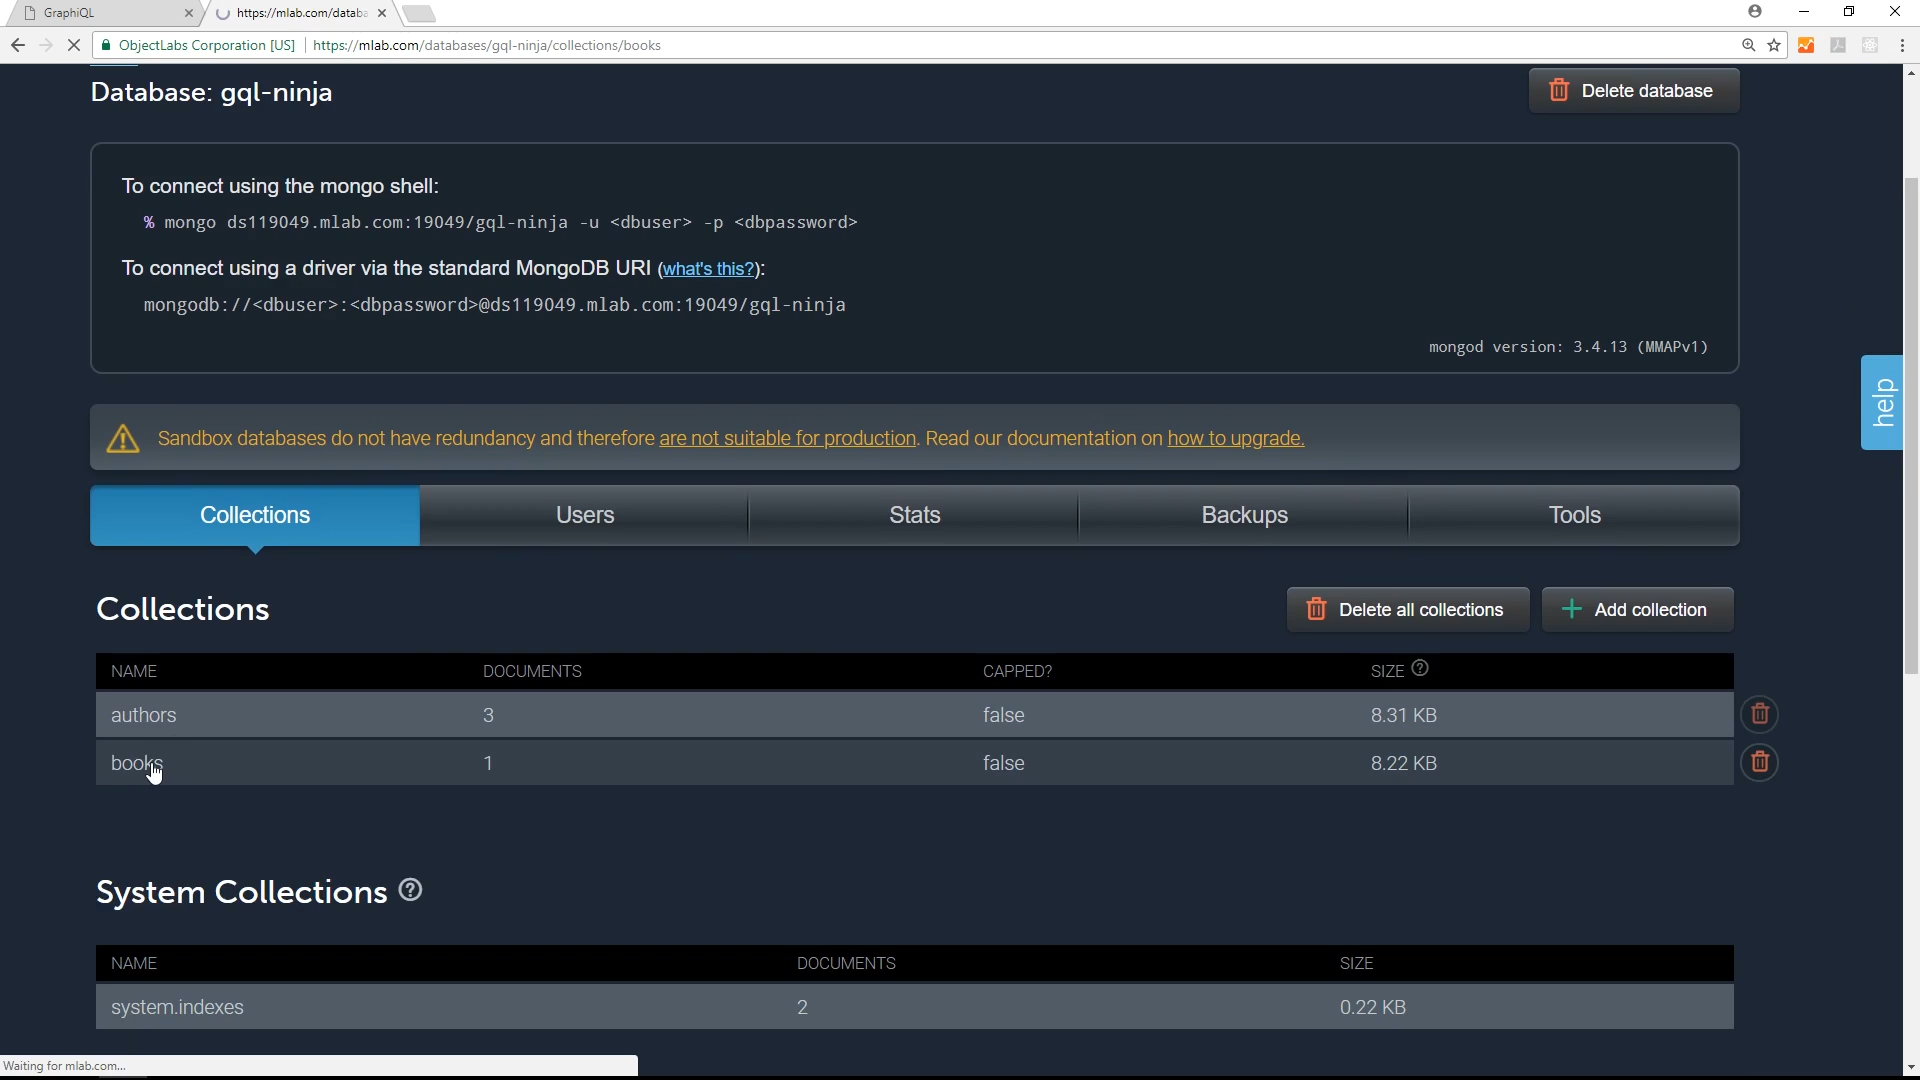 GraphiQL
https://mlab.com/databa
ObjectLabs Corporation [US] https://mlab.com/databases/gql-ninja/collections/books
Database: gql-ninja
Delete database
To connect using the mongo shell:
% mongo ds119049.mlab.com:19049/gql-ninja -u <dbuser> -p <dbpassword>
To connect using a driver via the standard MongoDB URI (what's this?):
mongodb://<dbuser>:<dbpassword>@ds119049.mlab.com:19049/gql-ninja
mongod version: 3.4.13 (MMAPv1)
help
Sandbox databases do not have redundancy and therefore are not suitable for production. Read our documentation on how to upgrade.
Collections Users Stats Backups Tools
Collections
Delete all collections
Add collection
NAME DOCUMENTS CAPPED? SIZE
authors 3 false 8.31 KB
books 1 false 8.22 KB
System Collections
NAME DOCUMENTS SIZE
system.indexes 2 0.22 KB
Waiting for mlab.com...